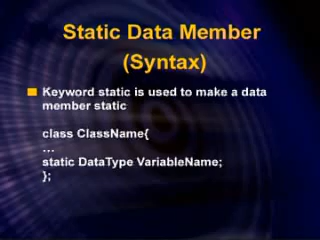 Static Data Member
(Syntax)
Keyword static is used to make a data
member static
class ClassName{
…
static DataType VariableName;
};